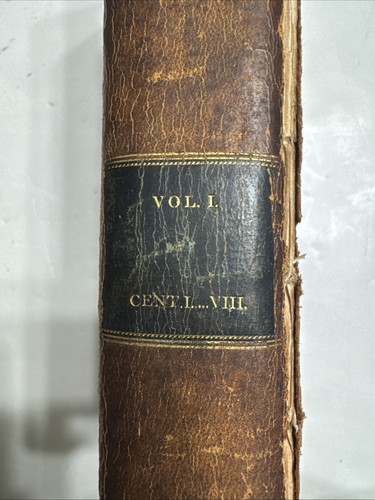 VOL. I.
CENT. I....VIII.